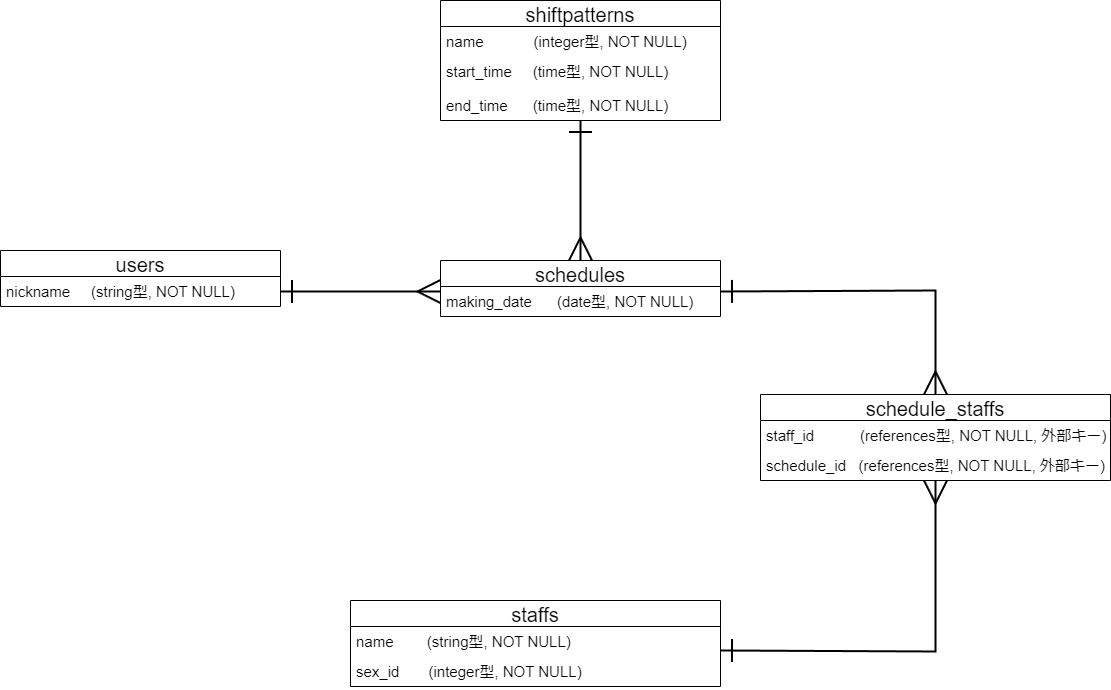 shiftpatterns
name (integer型, NOT NULL)
start_time (time型, NOT NULL)
end_time (time型, NOT NULL)
users
nickname (string型, NOT NULL)
schedules
making_date (date型, NOT NULL)
schedule_staffs
staff_id (references型, NOT NULL, 外部キー)
schedule_id (references型, NOT NULL, 外部キー)
staffs
name (string型, NOT NULL)
sex_id (integer型, NOT NULL)